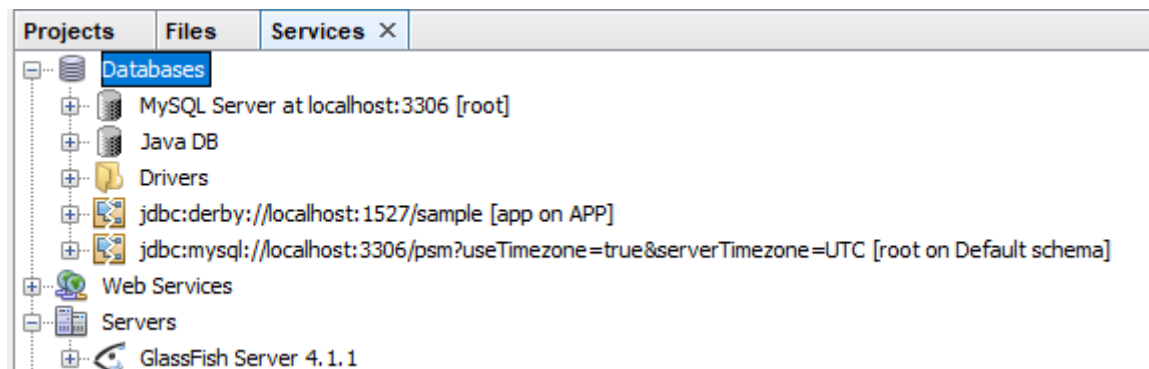 Projects Files Services ×
Databases
MySQL Server at localhost:3306 [root]
Java DB
Drivers
jdbc:derby://localhost:1527/sample [app on APP]
jdbc:mysql://localhost:3306/psm?useTimezone=true&serverTimezone=UTC [root on Default schema]
Web Services
Servers
GlassFish Server 4.1.1